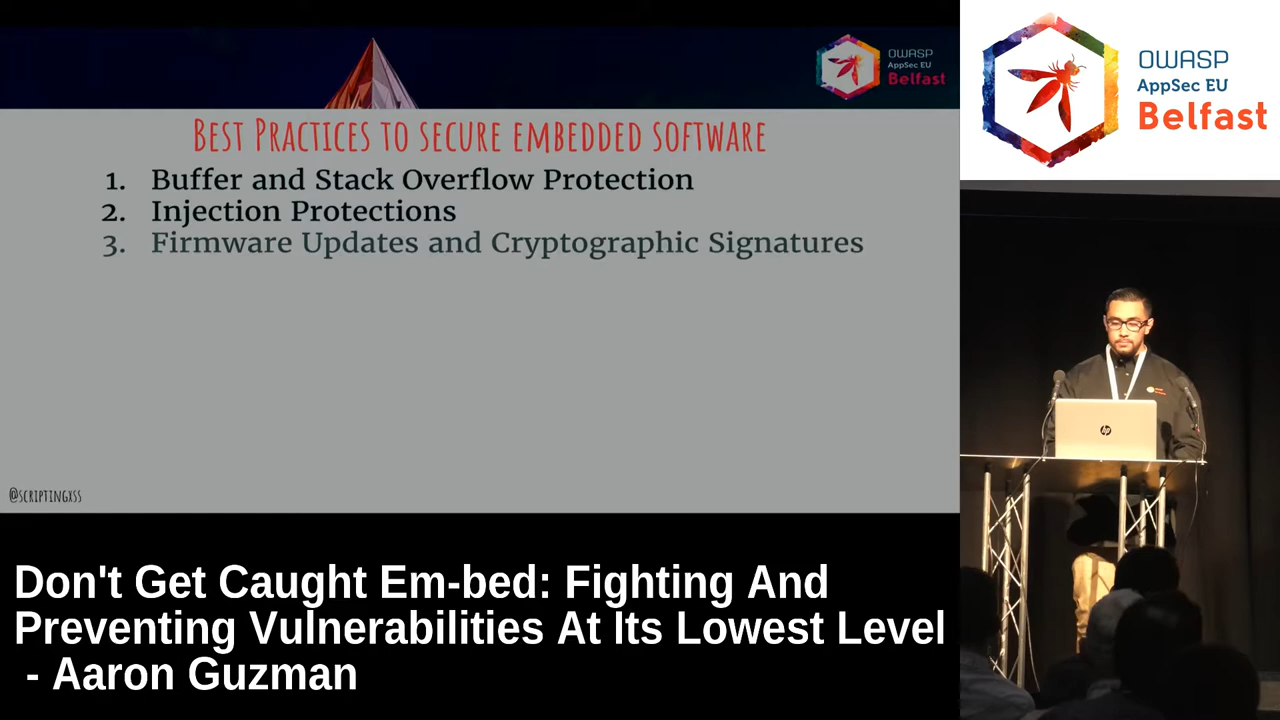 OWASP
AppSec EU
Belfast
BEST PRACTICES TO SECURE EMBEDDED SOFTWARE
1. Buffer and Stack Overflow Protection
2. Injection Protections
3. Firmware Updates and Cryptographic Signatures
@SCRIPTINGXSS
OWASP
AppSec EU
Belfast
hp
Don't Get Caught Em-bed: Fighting And
Preventing Vulnerabilities At Its Lowest Level
- Aaron Guzman